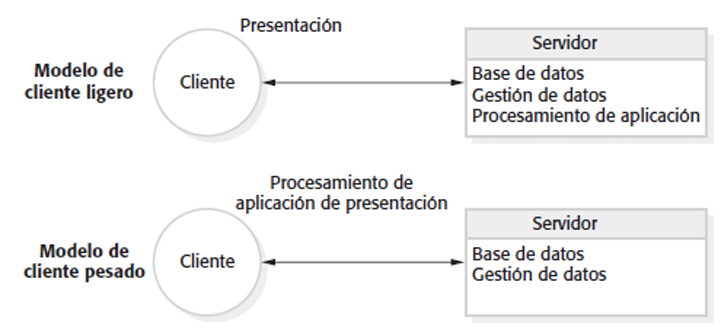 Presentación
Modelo de
cliente ligero
Cliente
Servidor
Base de datos
Gestión de datos
Procesamiento de aplicación
Procesamiento de
aplicación de presentación
Modelo de
cliente pesado
Cliente
Servidor
Base de datos
Gestión de datos